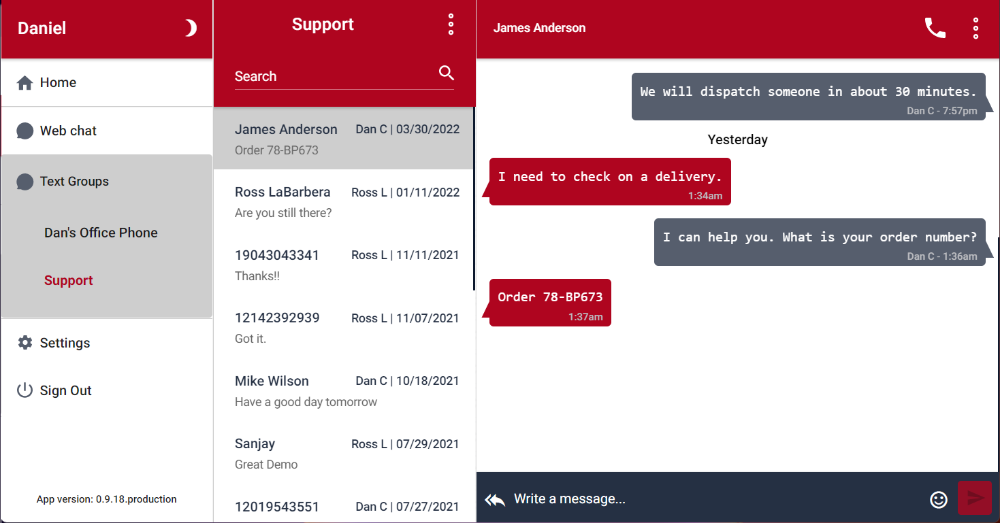 Daniel
Home
Web chat
Text Groups
Dan's Office Phone
Support
Settings
Sign Out
App version: 0.9.18.production
Support
Search
James Anderson Dan C | 03/30/2022
Order 78-BP673
Ross LaBarbera Ross L | 01/11/2022
Are you still there?
19043043341 Ross L | 11/11/2021
Thanks!!
12142392939 Ross L | 11/07/2021
Got it.
Mike Wilson Dan C | 10/18/2021
Have a good day tomorrow
Sanjay Ross L | 07/29/2021
Great Demo
12019543551 Dan C | 07/27/2021
James Anderson
We will dispatch someone in about 30 minutes.
Dan C - 7:57pm
Yesterday
I need to check on a delivery.
1:34am
I can help you. What is your order number?
Dan C - 1:36am
Order 78-BP673
1:37am
Write a message...